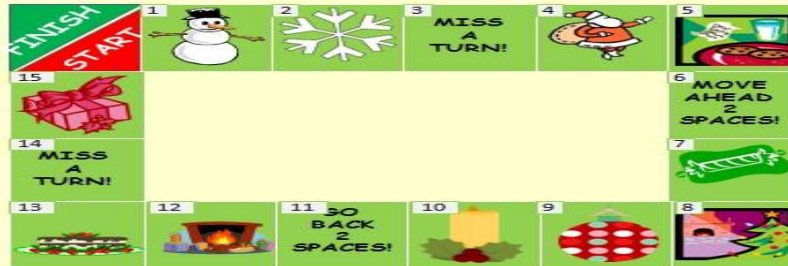 FINISH
START
1
2
3
MISS
A
TURN!
4
5
6
MOVE
AHEAD
2
SPACES!
7
8
9
10
11
GO
BACK
2
SPACES!
12
13
14
MISS
A
TURN!
15